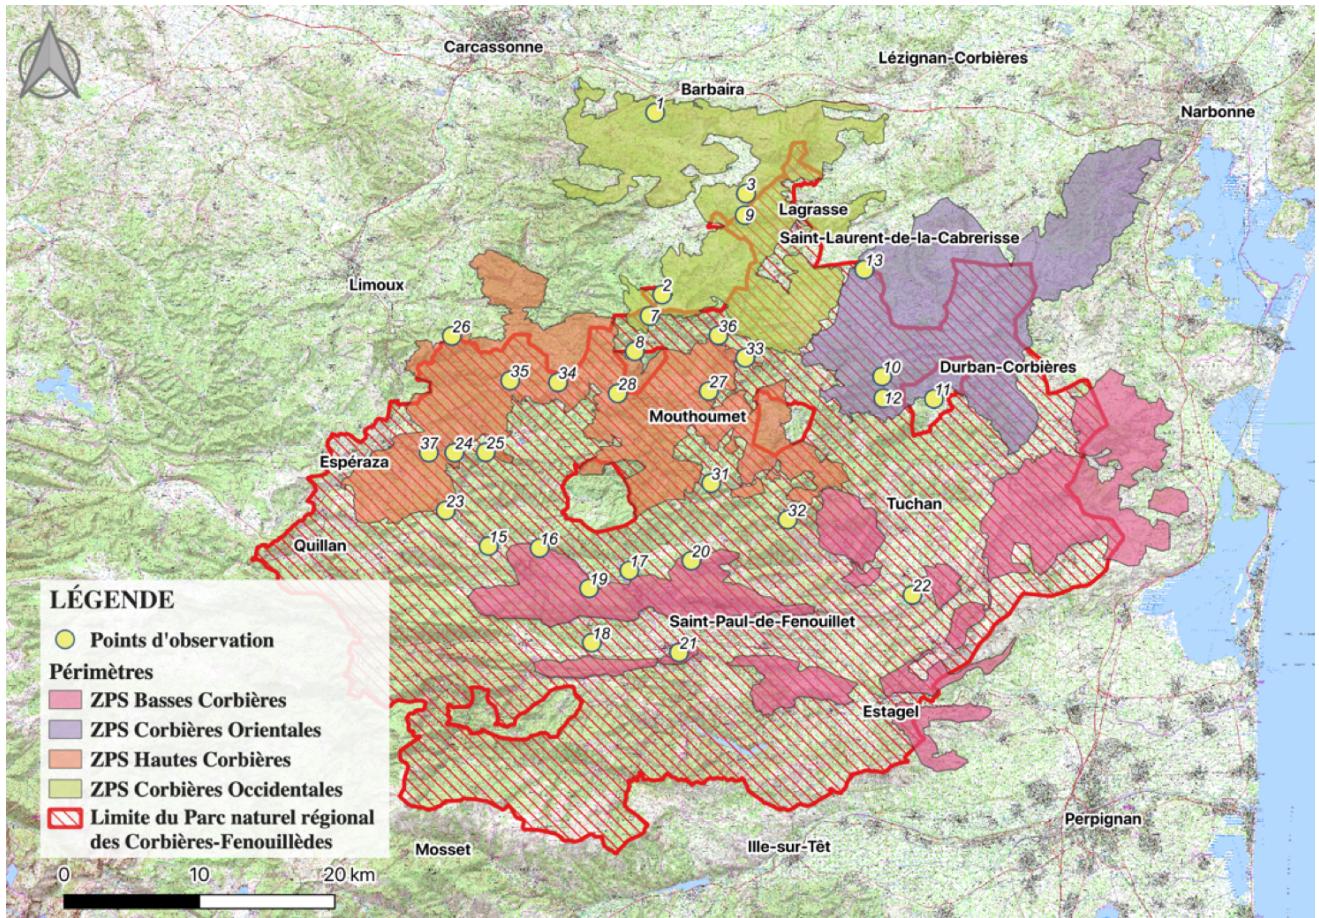 Carcassonne
Lézignan-Corbières
Barbaira
1
Narbonne
3
Lagrasse
9
Saint-Laurent-de-la-Cabrerisse
13
Limoux
2
7
26
36
8
33
35
34
28
27
10
Durban-Corbières
12
11
Mouthoumet
37
24
25
Espéraza
31
23
Tuchan
32
15
16
Quillan
17
20
19
22
Saint-Paul-de-Fenouillet
18
21
Estagel
LÉGENDE
Points d'observation
Périmètres
ZPS Basses Corbières
ZPS Corbières Orientales
ZPS Hautes Corbières
ZPS Corbières Occidentales
Limite du Parc naturel régional
des Corbières-Fenouillèdes
Perpignan
Mosset
Ille-sur-Têt
0 10 20 km